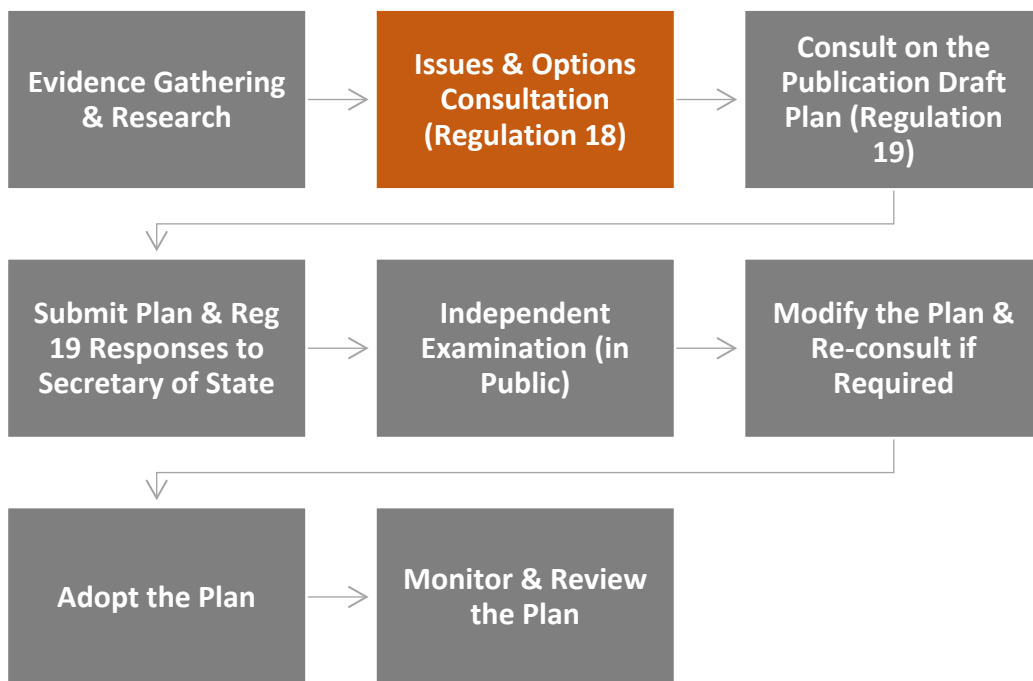 Evidence Gathering
& Research
Issues & Options
Consultation
(Regulation 18)
Consult on the
Publication Draft
Plan (Regulation
19)
Submit Plan & Reg
19 Responses to
Secretary of State
Independent
Examination (in
Public)
Modify the Plan &
Re-consult if
Required
Adopt the Plan
Monitor & Review
the Plan